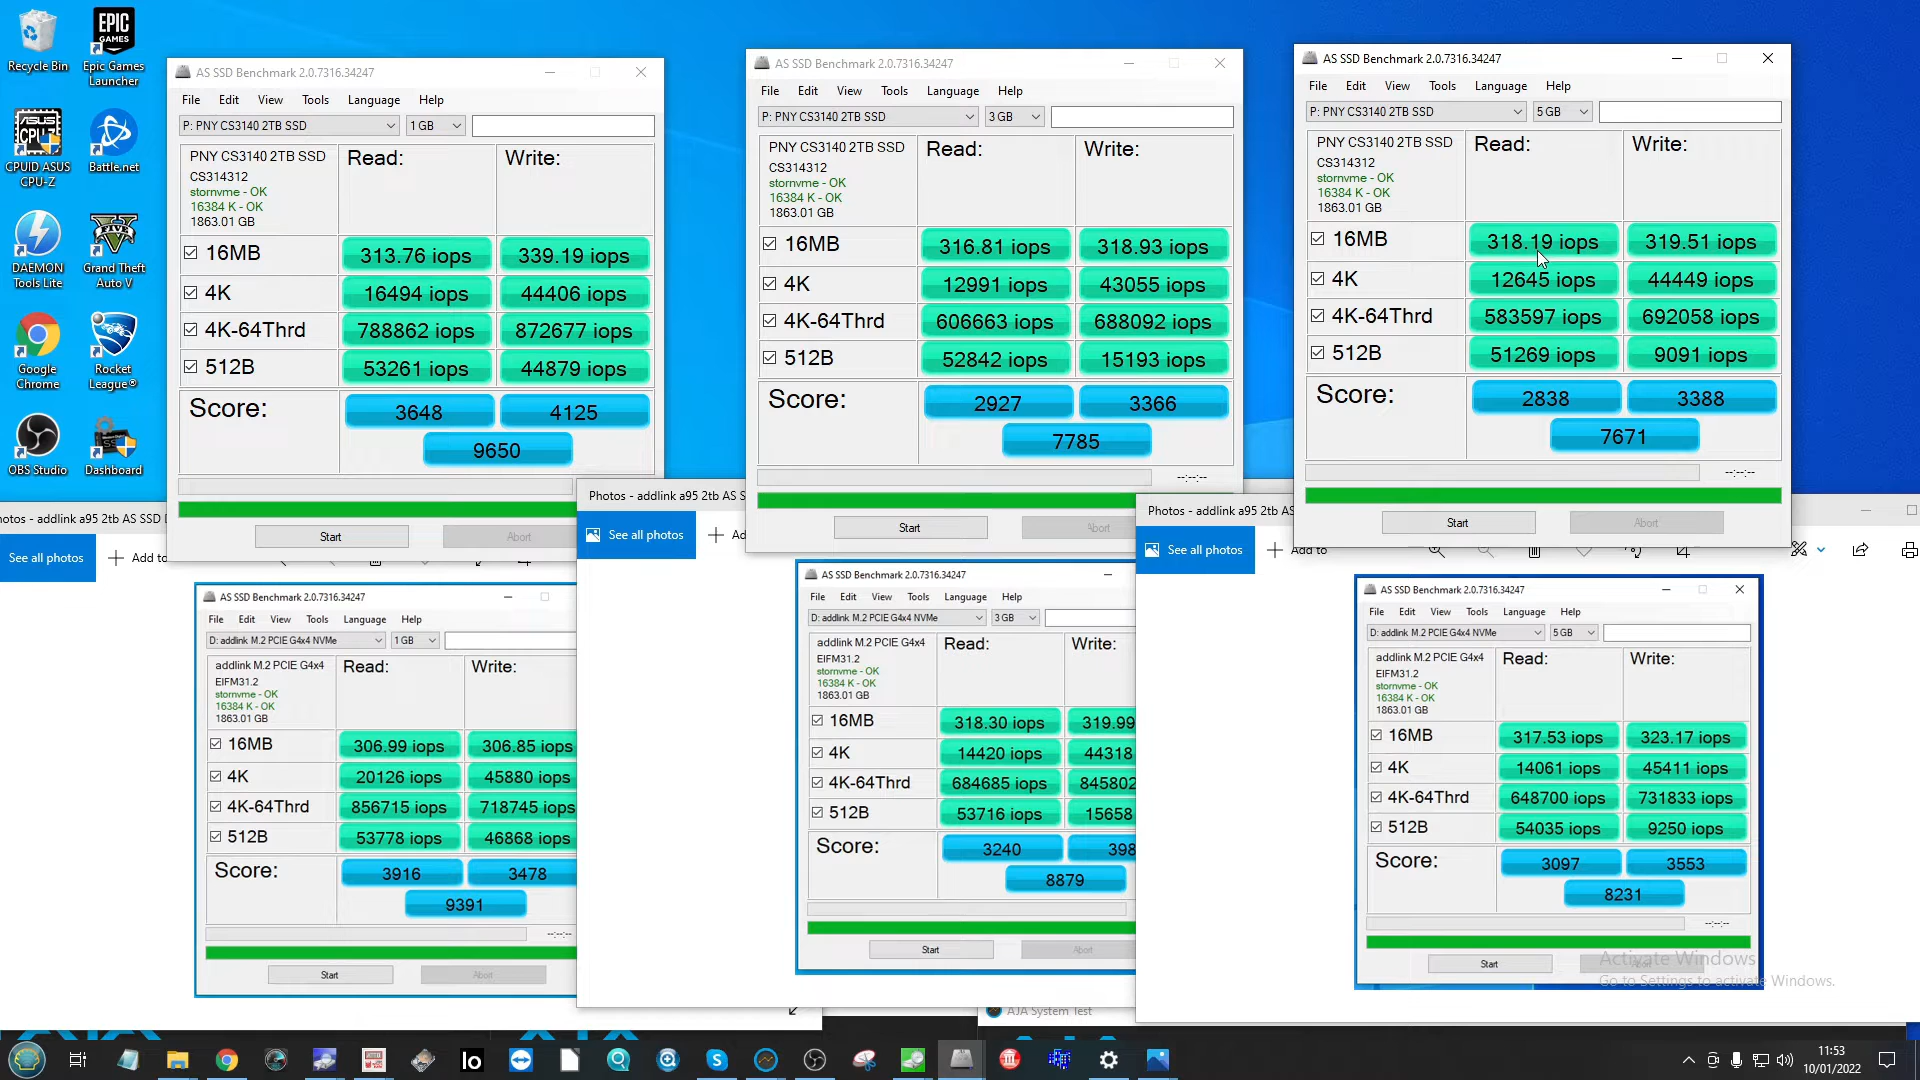 Recycle Bin
Epic Games Launcher
CPUID ASUS CPU-Z
Battle.net
DAEMON Tools Lite
Grand Theft Auto V
Google Chrome
Rocket League®
OBS Studio
Dashboard
AS SSD Benchmark 2.0.7316.34247
File Edit View Tools Language Help
P: PNY CS3140 2TB SSD 1 GB
PNY CS3140 2TB SSD
CS314312
stornvme - OK
16384 K - OK
1863.01 GB
Read: Write:
16MB 313.76 iops 339.19 iops
4K 16494 iops 44406 iops
4K-64Thrd 788862 iops 872677 iops
512B 53261 iops 44879 iops
Score: 3648 4125
9650
Start Abort
AS SSD Benchmark 2.0.7316.34247
File Edit View Tools Language Help
P: PNY CS3140 2TB SSD 3 GB
PNY CS3140 2TB SSD
CS314312
stornvme - OK
16384 K - OK
1863.01 GB
Read: Write:
16MB 316.81 iops 318.93 iops
4K 12991 iops 43055 iops
4K-64Thrd 606663 iops 688092 iops
512B 52842 iops 15193 iops
Score: 2927 3366
7785
--:--:--
Start Abort
AS SSD Benchmark 2.0.7316.34247
File Edit View Tools Language Help
P: PNY CS3140 2TB SSD 5 GB
PNY CS3140 2TB SSD
CS314312
stornvme - OK
16384 K - OK
1863.01 GB
Read: Write:
16MB 318.19 iops 319.51 iops
4K 12645 iops 44449 iops
4K-64Thrd 583597 iops 692058 iops
512B 51269 iops 9091 iops
Score: 2838 3388
7671
--:--:--
Start Abort
otos - addlink a95 2tb AS SSD
See all photos Add to
AS SSD Benchmark 2.0.7316.34247
File Edit View Tools Language Help
D: addlink M.2 PCIE G4x4 NVMe 1 GB
addlink M.2 PCIE G4x4
EIFM31.2
stornvme - OK
16384 K - OK
1863.01 GB
Read: Write:
16MB 306.99 iops 306.85 iops
4K 20126 iops 45880 iops
4K-64Thrd 856715 iops 718745 iops
512B 53778 iops 46868 iops
Score: 3916 3478
9391
--:--:--
Start Abort
Photos - addlink a95 2tb AS S
See all photos Ad
AS SSD Benchmark 2.0.7316.34247
File Edit View Tools Language Help
D: addlink M.2 PCIE G4x4 NVMe 3 GB
addlink M.2 PCIE G4x4
EIFM31.2
stornvme - OK
16384 K - OK
1863.01 GB
Read: Write:
16MB 318.30 iops 319.99
4K 14420 iops 44318
4K-64Thrd 684685 iops 845802
512B 53716 iops 15658
Score: 3240 398
8879
Start Abort
Photos - addlink a95 2tb AS
See all photos Add to
AS SSD Benchmark 2.0.7316.34247
File Edit View Tools Language Help
D: addlink M.2 PCIE G4x4 NVMe 5 GB
addlink M.2 PCIE G4x4
EIFM31.2
stornvme - OK
16384 K - OK
1863.01 GB
Read: Write:
16MB 317.53 iops 323.17 iops
4K 14061 iops 45411 iops
4K-64Thrd 648700 iops 731833 iops
512B 54035 iops 9250 iops
Score: 3097 3553
8231
--:--:--
Start
Activate Windows
Go to Settings to activate Windows.
AJA System Test
Io
11:53
10/01/2022